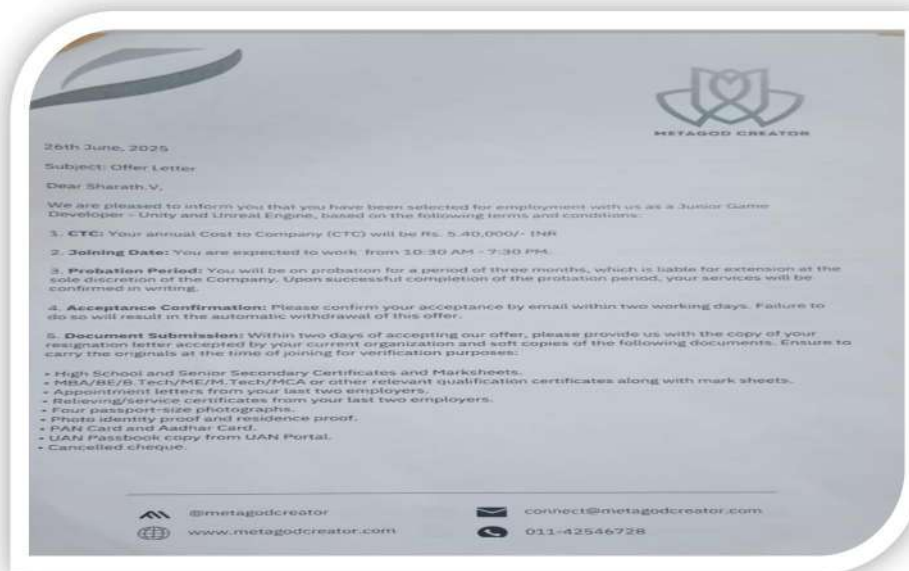 METAGOD CREATOR
26th June, 2025
Subject: Offer Letter
Dear Sharath.V,
We are pleased to inform you that you have been selected for employment with us as a Junior Game
Developer - Unity and Unreal Engine, based on the following terms and conditions:
1. CTC: Your annual Cost to Company (CTC) will be Rs. 5,40,000/- INR
2. Joining Date: You are expected to work from 10:30 AM - 7:30 PM.
3. Probation Period: You will be on probation for a period of three months, which is liable for extension at the
sole discretion of the Company. Upon successful completion of the probation period, your services will be
confirmed in writing.
4. Acceptance Confirmation: Please confirm your acceptance by email within two working days. Failure to
do so will result in the automatic withdrawal of this offer.
5. Document Submission: Within two days of accepting our offer, please provide us with the copy of your
resignation letter accepted by your current organization and soft copies of the following documents. Ensure to
carry the originals at the time of joining for verification purposes:
• High School and Senior Secondary Certificates and Marksheets.
• MBA/BE/B.Tech/ME/M.Tech/MCA or other relevant qualification certificates along with mark sheets.
• Appointment letters from your last two employers.
• Relieving/service certificates from your last two employers.
• Four passport-size photographs.
• Photo identity proof and residence proof.
• PAN Card and Aadhar Card.
• UAN Passbook copy from UAN Portal.
• Cancelled cheque.
@metagodcreator
connect@metagodcreator.com
www.metagodcreator.com
011-42546728